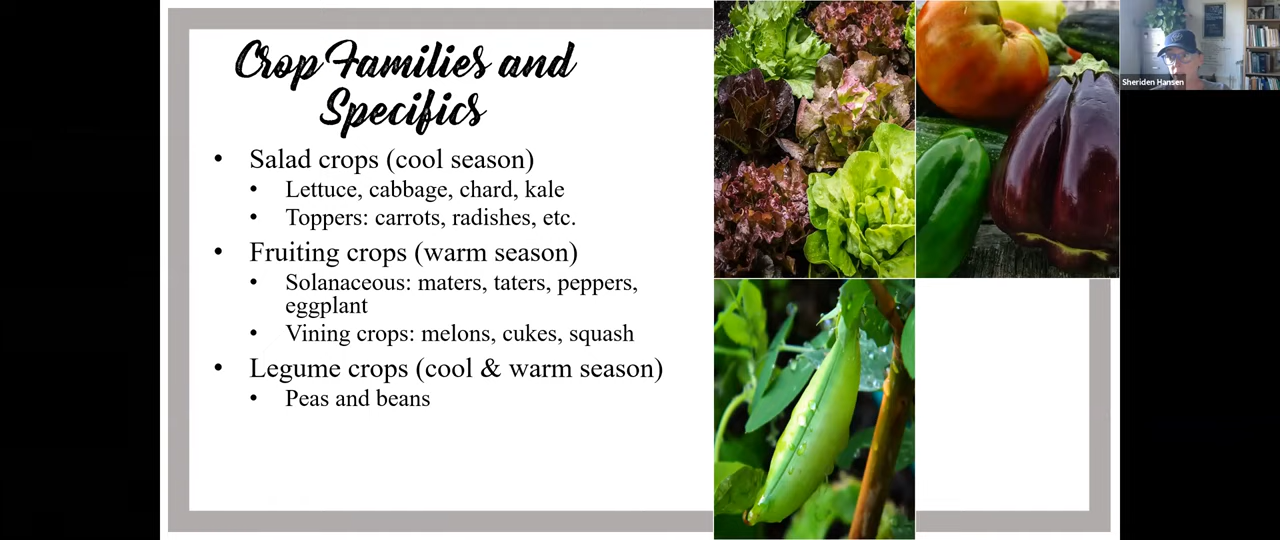 Crop Families and
Specifics
• Salad crops (cool season)
• Lettuce, cabbage, chard, kale
• Toppers: carrots, radishes, etc.
• Fruiting crops (warm season)
• Solanaceous: maters, taters, peppers,
eggplant
• Vining crops: melons, cukes, squash
• Legume crops (cool & warm season)
• Peas and beans
Sheriden Hansen